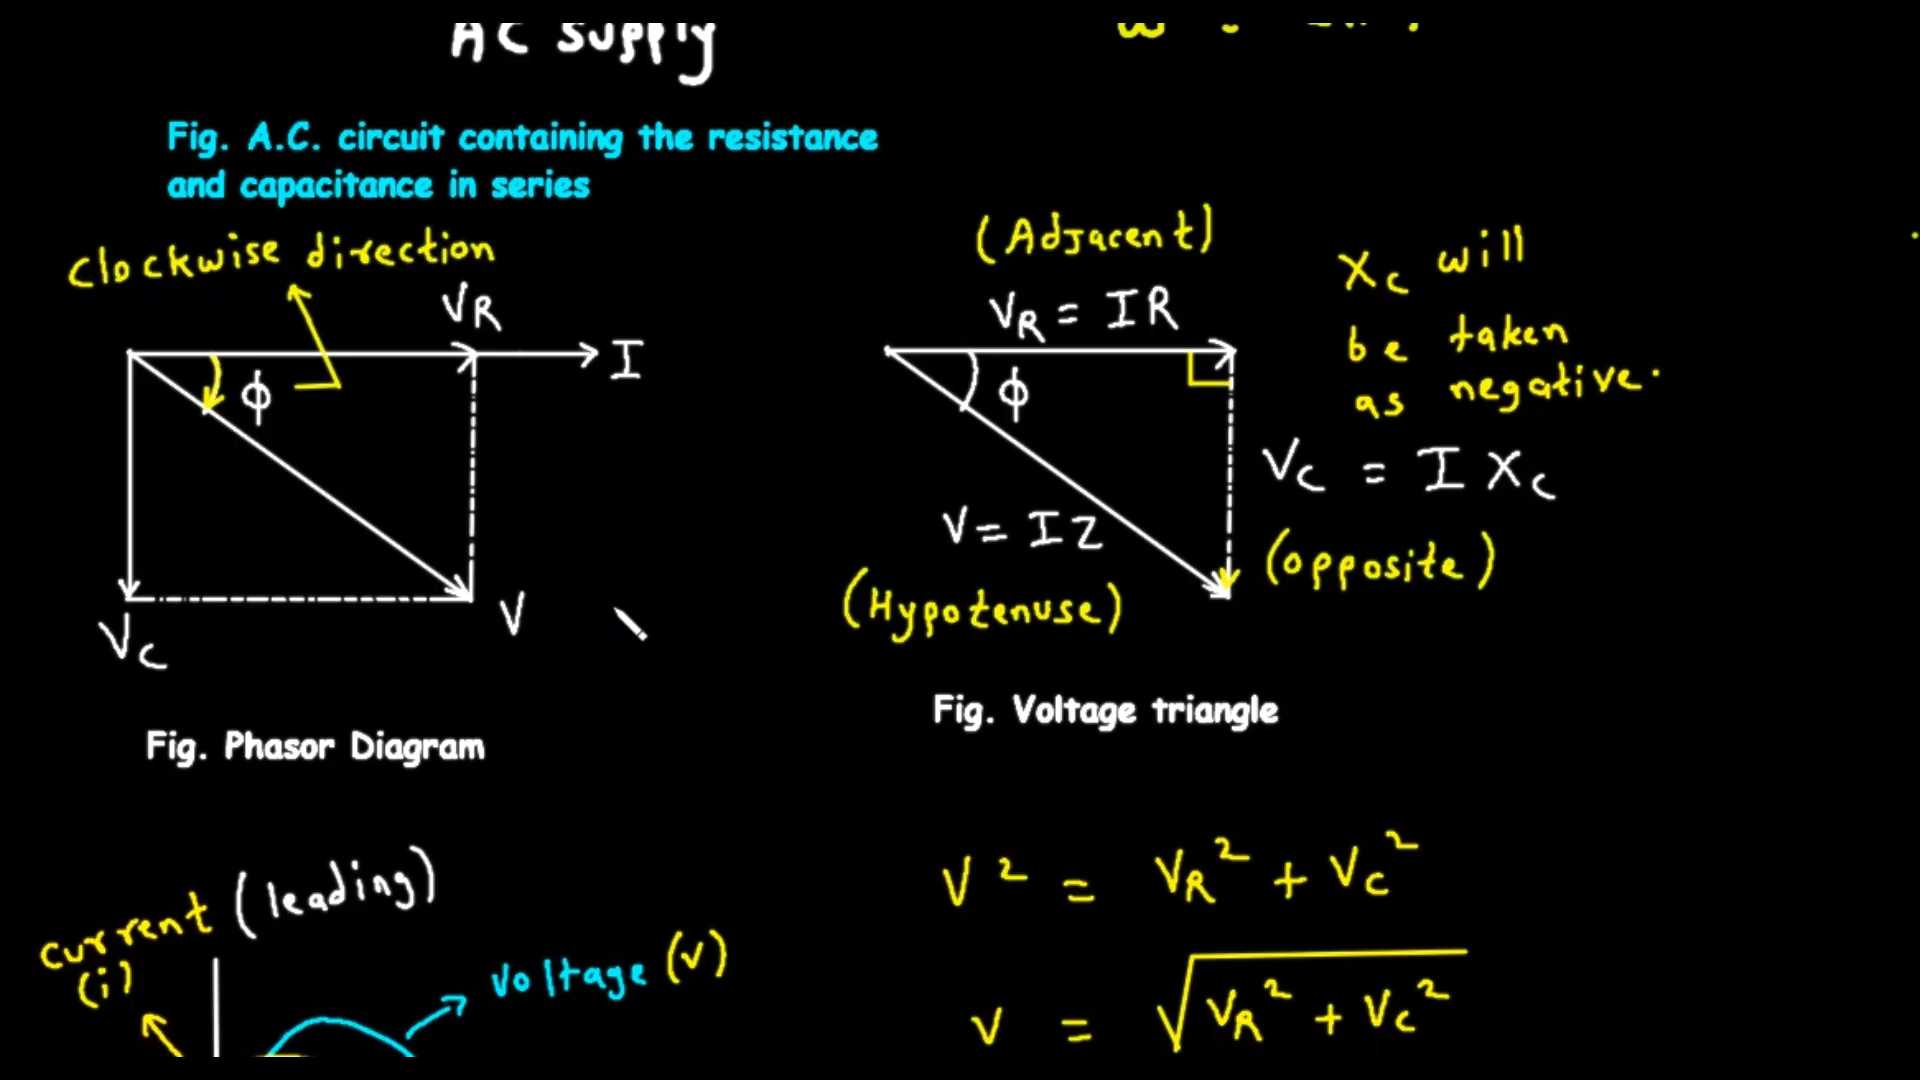 AC supply
Fig. A.C. circuit containing the resistance
and capacitance in series
Clockwise direction
VR
I
ϕ
VC
V
Fig. Phasor Diagram
(Adjacent)
VR = IR
ϕ
V = IZ
(Hypotenuse)
XC will
be taken
as negative.
VC = I XC
(opposite)
Fig. Voltage triangle
current (leading)
(i)
voltage (v)
V² = VR² + VC²
V = √VR² + VC²